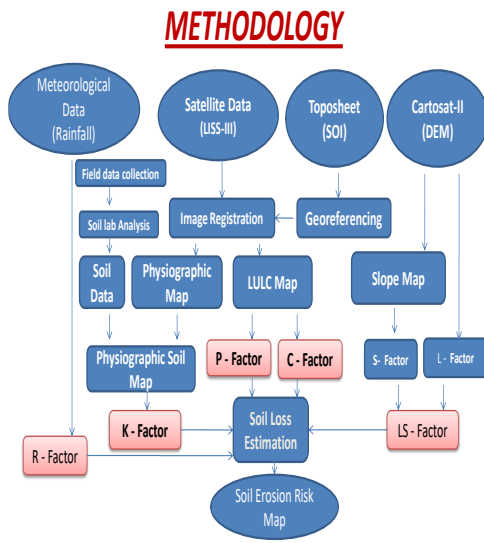 METHODOLOGY
Meteorological
Data
(Rainfall)
Satellite Data
(LISS-III)
Toposheet
(SOI)
Cartosat-II
(DEM)
Field data collection
Soil lab Analysis
Image Registration
Georeferencing
Soil
Data
Physiographic
Map
LULC Map
Slope Map
Physiographic Soil
Map
P - Factor
C - Factor
S- Factor
L - Factor
K - Factor
Soil Loss
Estimation
LS - Factor
R - Factor
Soil Erosion Risk
Map